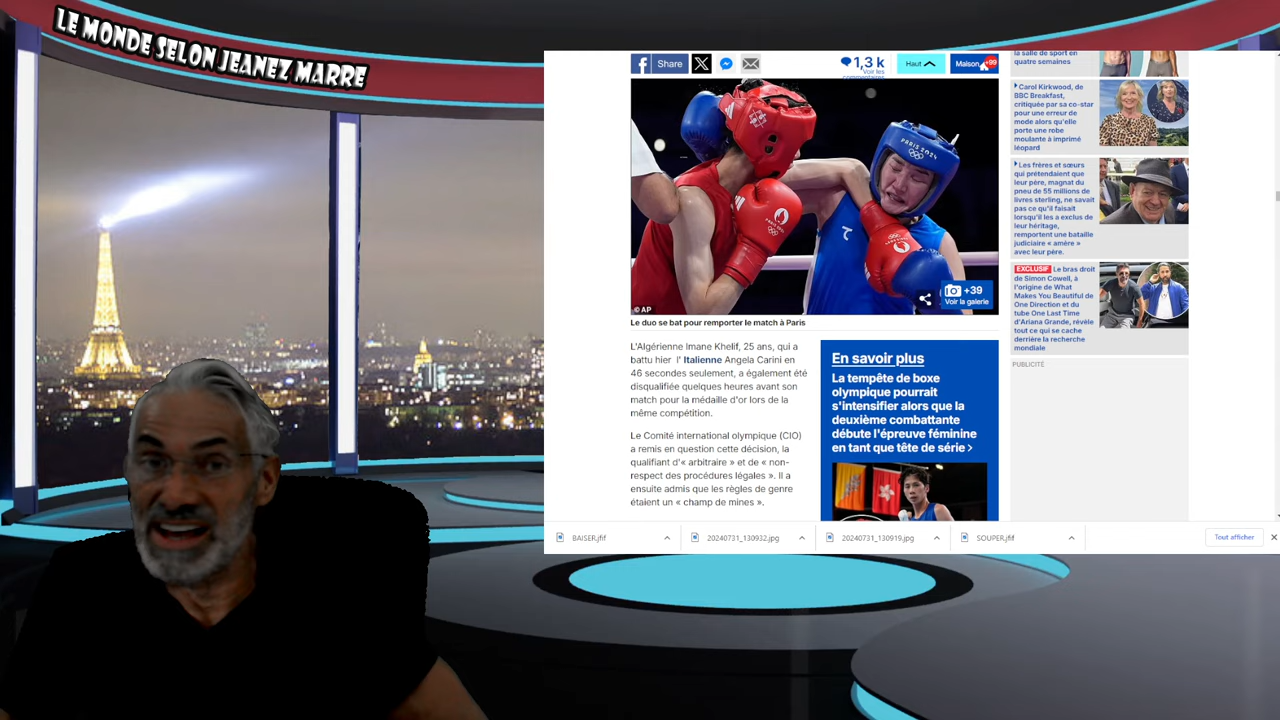 LE MONDE SELON JEANEZ MARRE
Share
1,3 k
Voir les
commentaires
Haut
Maison
+99
PARIS 2024
+39
Voir la galerie
©AP
Le duo se bat pour remporter le match à Paris
L'Algérienne Imane Khelif, 25 ans, qui a
battu hier l' Italienne Angela Carini en
46 secondes seulement, a également été
disqualifiée quelques heures avant son
match pour la médaille d'or lors de la
même compétition.
Le Comité international olympique (CIO)
a remis en question cette décision, la
qualifiant d'« arbitraire » et de « non-
respect des procédures légales ». Il a
ensuite admis que les règles de genre
étaient un « champ de mines ».
En savoir plus
La tempête de boxe
olympique pourrait
s'intensifier alors que la
deuxième combattante
débute l'épreuve féminine
en tant que tête de série >
la salle de sport en
quatre semaines
Carol Kirkwood, de
BBC Breakfast,
critiquée par sa co-star
pour une erreur de
mode alors qu'elle
porte une robe
moulante à imprimé
léopard
Les frères et sœurs
qui prétendaient que
leur père, magnat du
pneu de 55 millions de
livres sterling, ne savait
pas ce qu'il faisait
lorsqu'il les a exclus de
leur héritage,
remportent une bataille
judiciaire « amère »
avec leur père.
EXCLUSIF Le bras droit
de Simon Cowell, à
l'origine de What
Makes You Beautiful de
One Direction et du
tube One Last Time
d'Ariana Grande, révèle
tout ce qui se cache
derrière la recherche
mondiale
PUBLICITÉ
BAISER.jfif
20240731_130932.jpg
20240731_130919.jpg
SOUPER.jfif
Tout afficher